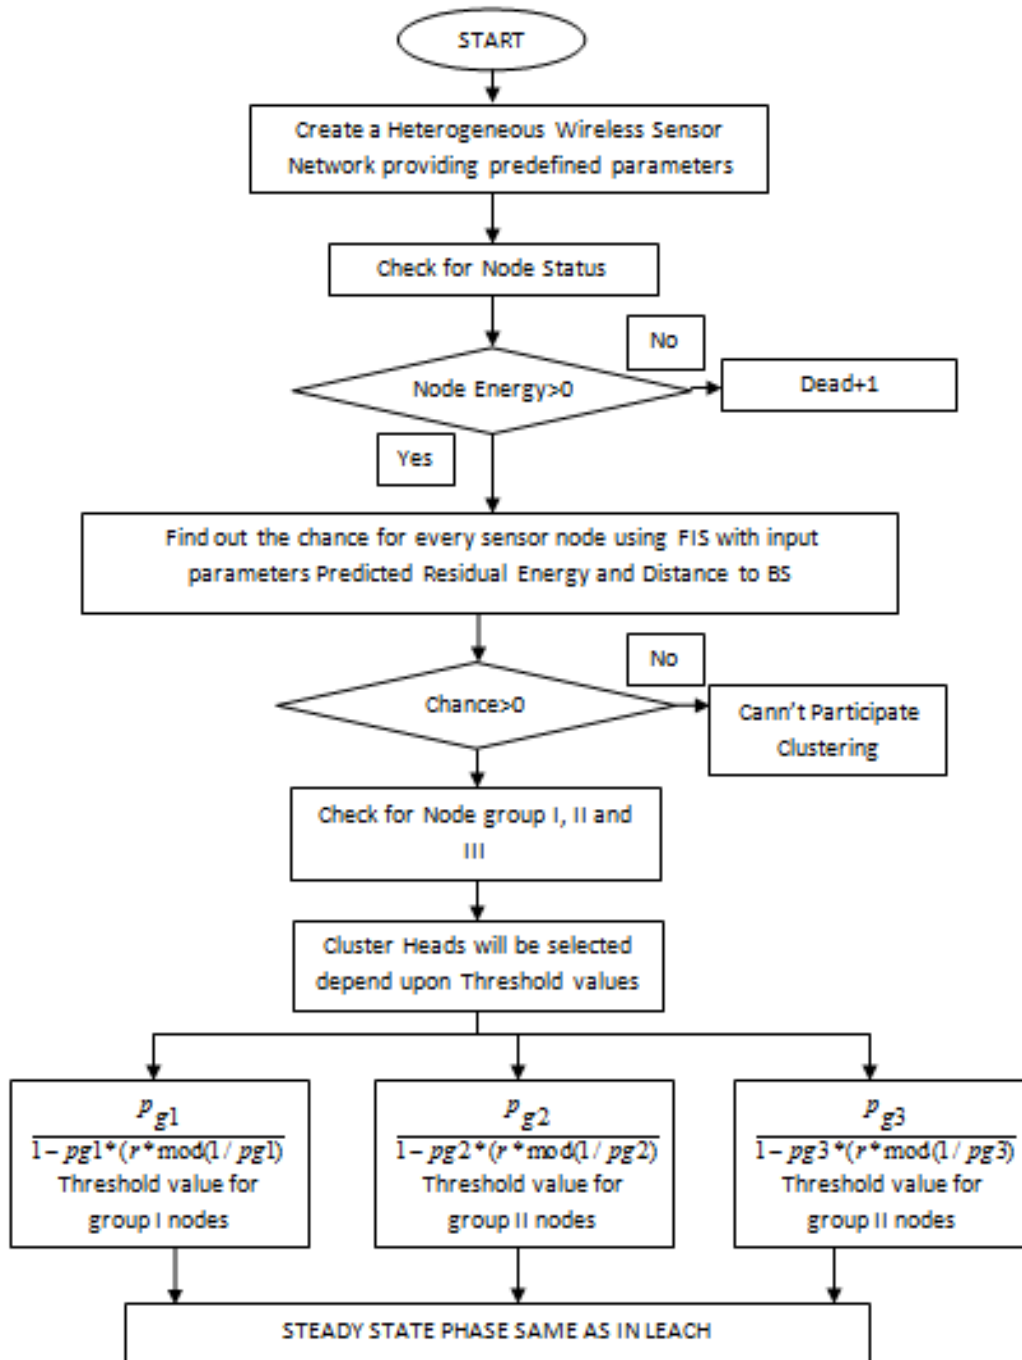 START
Create a Heterogeneous Wireless Sensor
Network providing predefined parameters
Check for Node Status
No
Node Energy>0
Dead+1
Yes
Find out the chance for every sensor node using FIS with input
parameters Predicted Residual Energy and Distance to BS
No
Chance>0
Cann't Participate
Clustering
Check for Node group I, II and
III
Cluster Heads will be selected
depend upon Threshold values
p g1
1- pg1*(r*mod(1/ pg1)
Threshold value for
group I nodes
p g2
1- pg2*(r*mod(1/ pg2)
Threshold value for
group II nodes
p g3
1- pg3*(r*mod(1/ pg3)
Threshold value for
group II nodes
STEADY STATE PHASE SAME AS IN LEACH